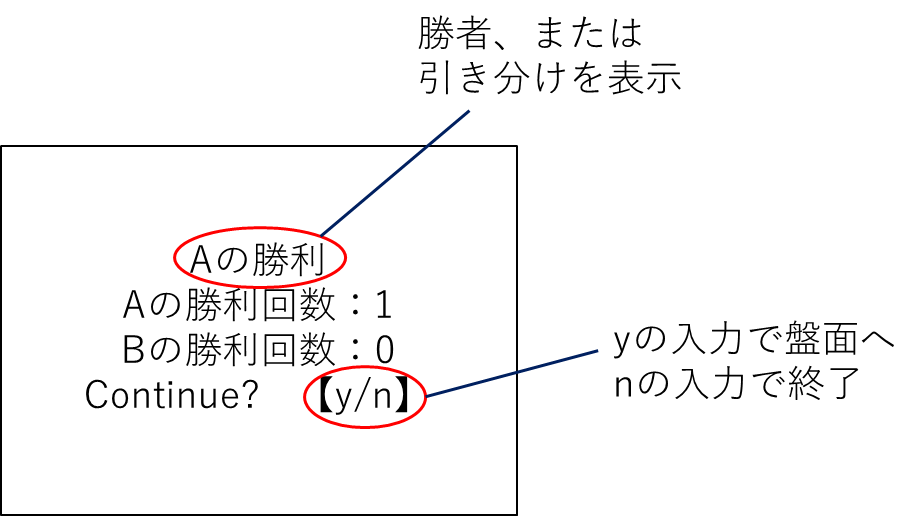 勝者、または
引き分けを表示
Aの勝利
Aの勝利回数：1
Bの勝利回数：0
Continue?　【y/n】
yの入力で盤面へ
nの入力で終了